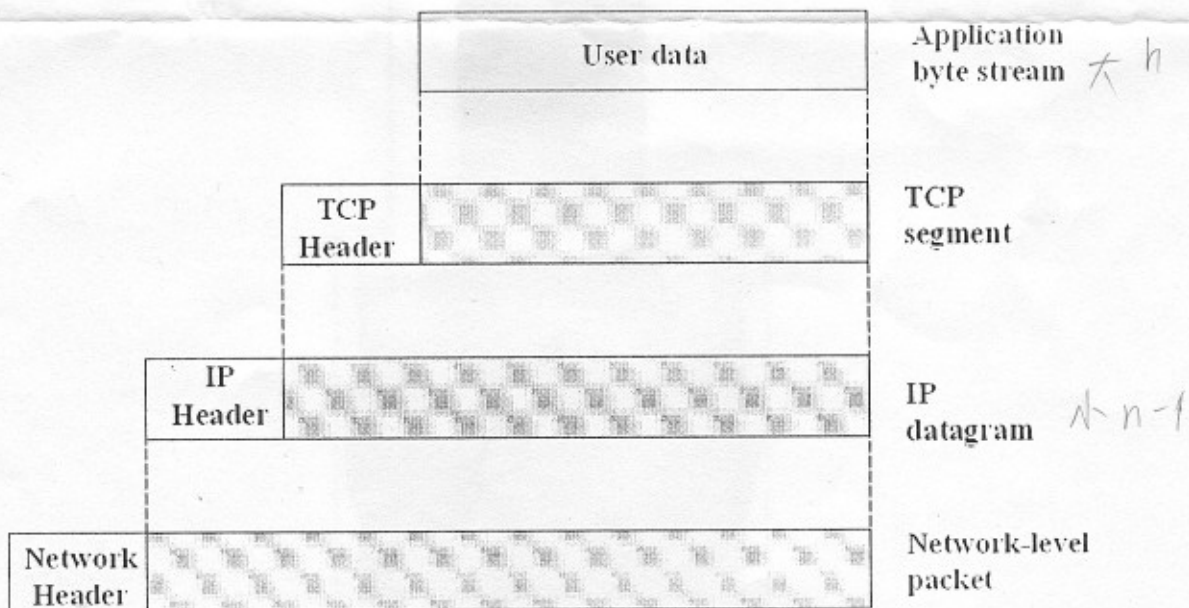 User data
Application
byte stream 大 n
TCP
Header
TCP
segment
IP
Header
IP
datagram 小 n-1
Network
Header
Network-level
packet